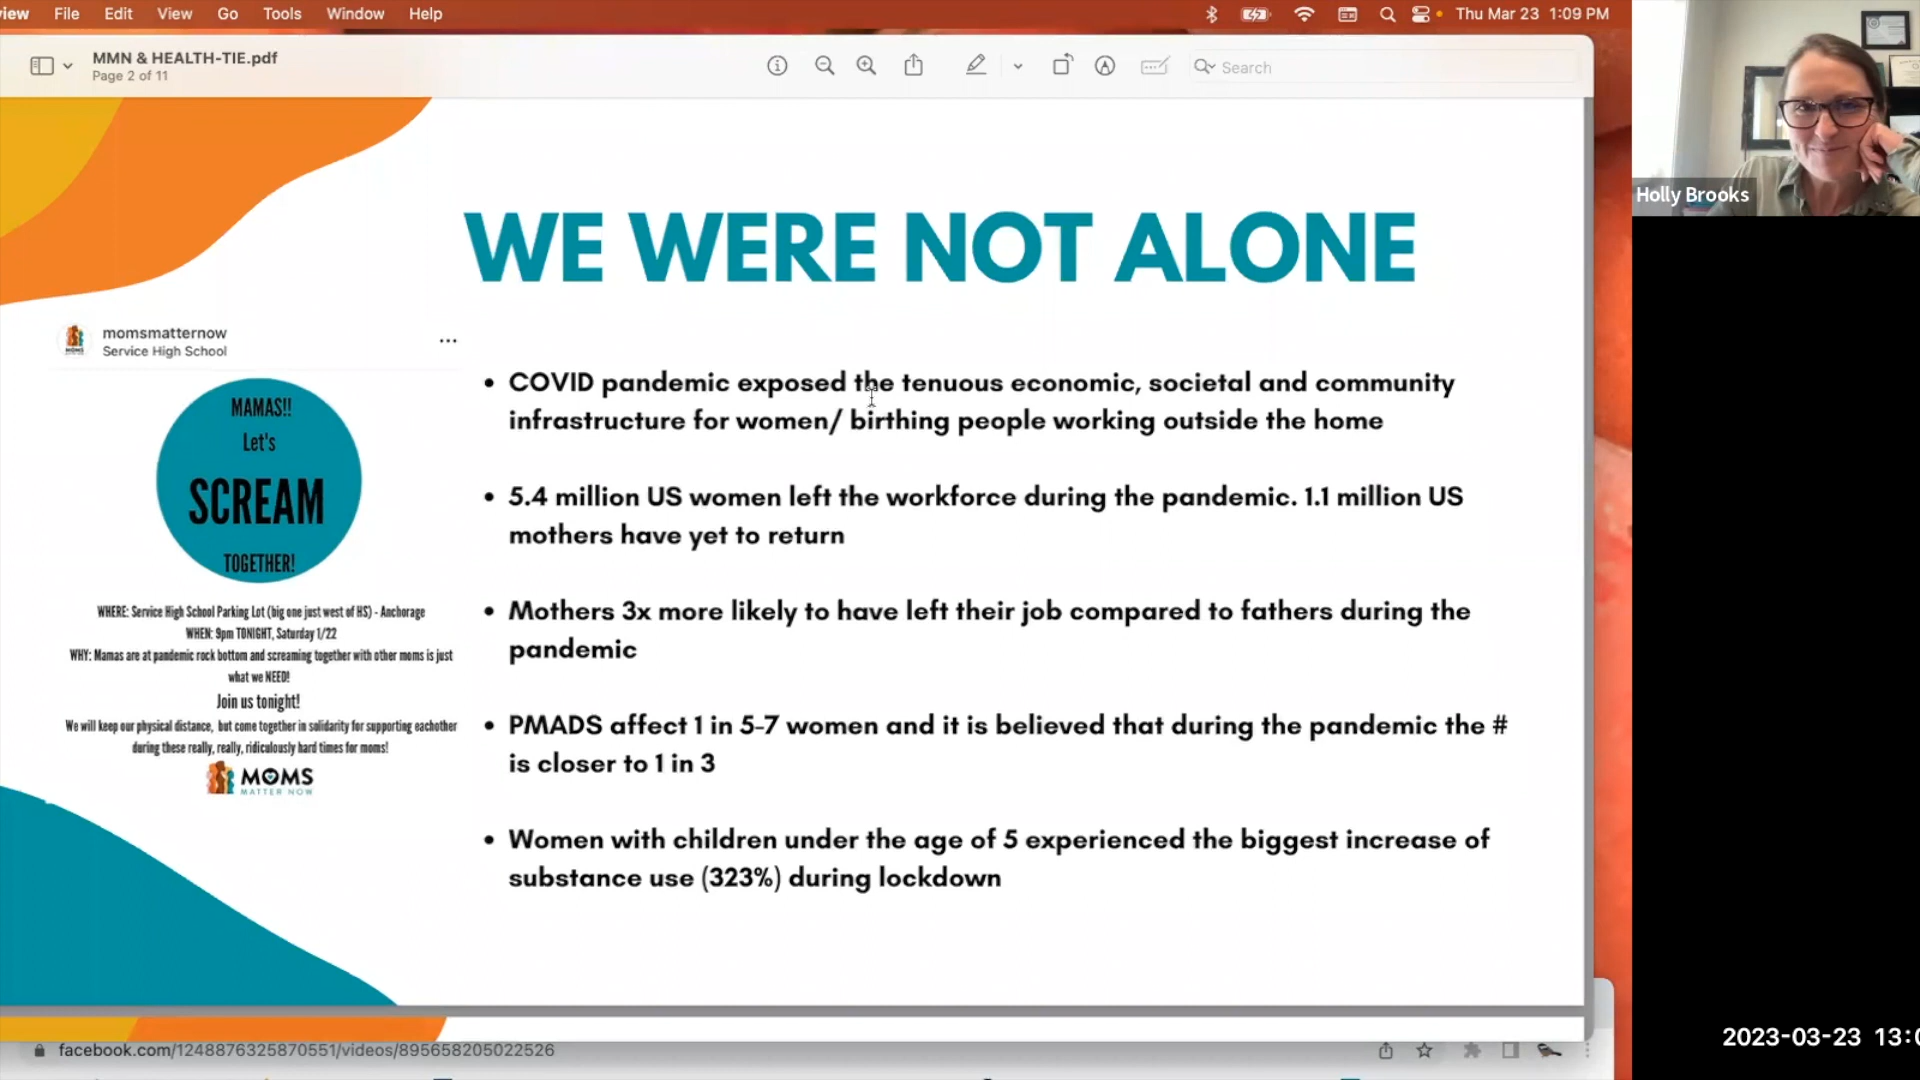 iew File Edit View Go Tools Window Help Thu Mar 23 1:09 PM
MMN & HEALTH-TIE.pdf
Page 2 of 11
Search
Holly Brooks
WE WERE NOT ALONE
momsmatternow
Service High School
MAMAS!!
Let's
SCREAM
TOGETHER!
WHERE: Service High School Parking Lot (big one just west of HS) - Anchorage
WHEN: 9pm TONIGHT, Saturday 1/22
WHY: Mamas are at pandemic rock bottom and screaming together with other moms is just
what we NEED!
Join us tonight!
We will keep our physical distance, but come together in solidarity for supporting eachother
during these really, really, ridiculously hard times for moms!
MOMS
MATTER NOW
• COVID pandemic exposed the tenuous economic, societal and community
infrastructure for women/ birthing people working outside the home
• 5.4 million US women left the workforce during the pandemic. 1.1 million US
mothers have yet to return
• Mothers 3x more likely to have left their job compared to fathers during the
pandemic
• PMADS affect 1 in 5-7 women and it is believed that during the pandemic the #
is closer to 1 in 3
• Women with children under the age of 5 experienced the biggest increase of
substance use (323%) during lockdown
facebook.com/1248876325870551/videos/895658205022526
2023-03-23 13:0